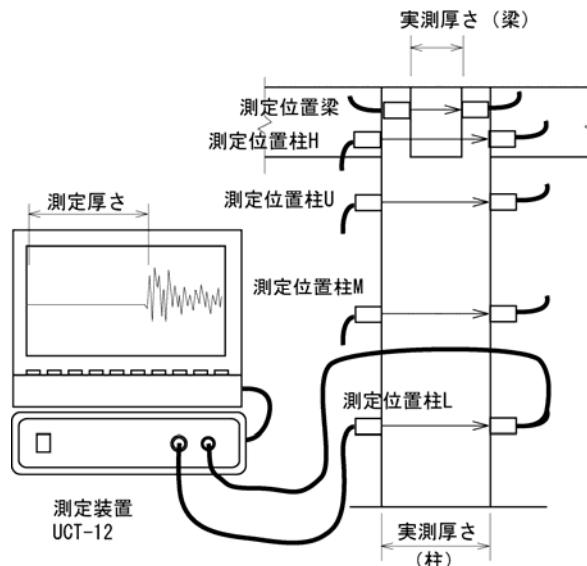 実測厚さ（梁）
測定位置梁
測定位置柱H
測定位置柱U
測定厚さ
測定位置柱M
測定位置柱L
測定装置
UCT-12
実測厚さ
（柱）